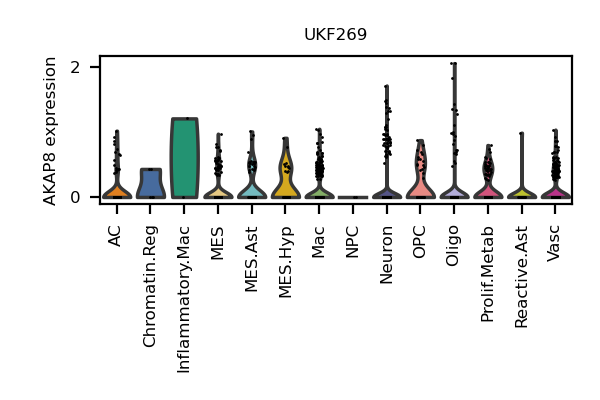 UKF269
AKAP8 expression
2
0
AC
Chromatin.Reg
Inflammatory.Mac
MES
MES.Ast
MES.Hyp
Mac
NPC
Neuron
OPC
Oligo
Prolif.Metab
Reactive.Ast
Vasc